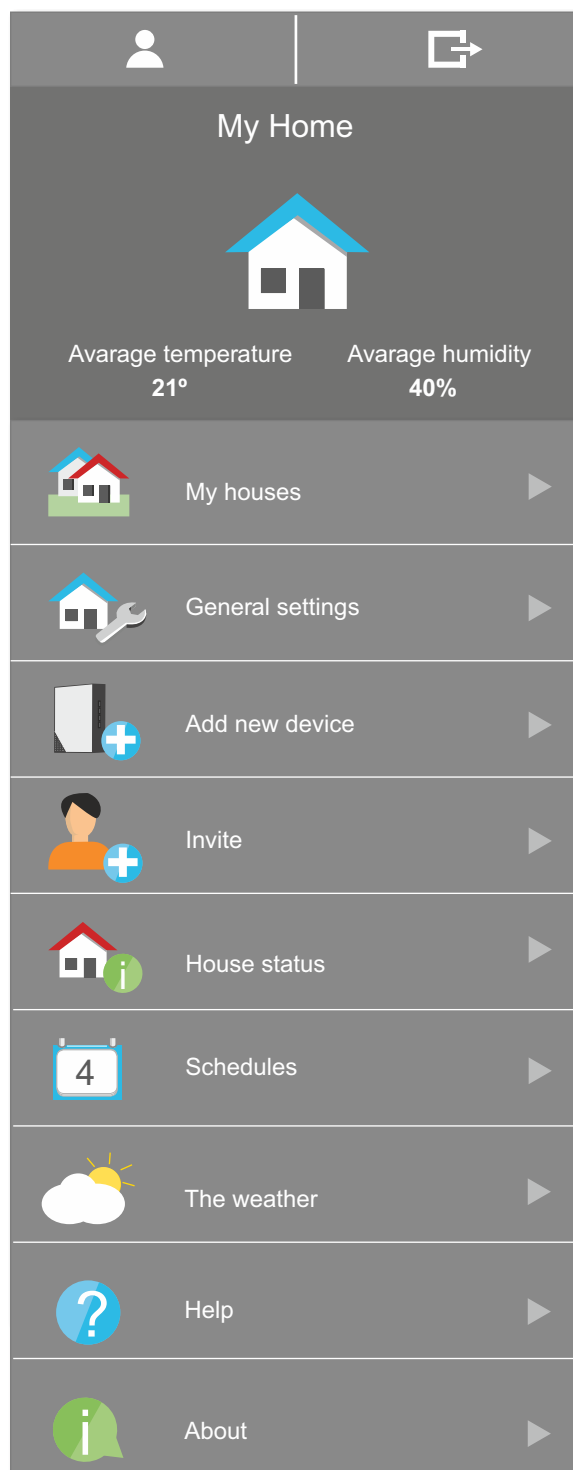 My Home
Avarage temperature Avarage humidity
21º 40%
My houses
General settings
Add new device
Invite
i
House status
4
Schedules
The weather
?
Help
i
About